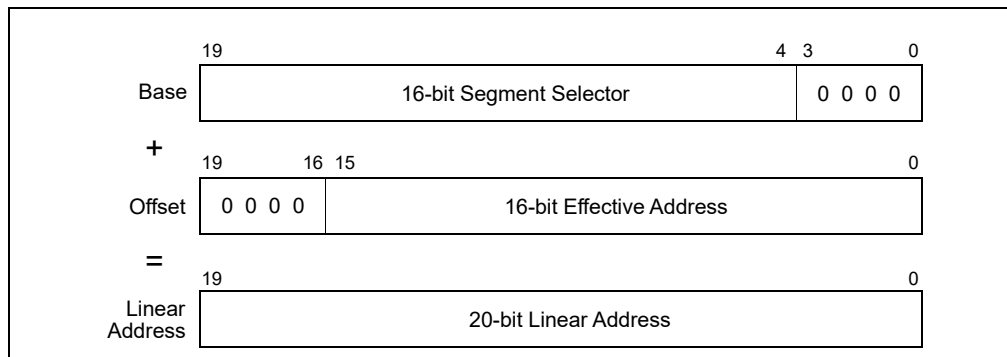 19 4 3 0
Base 16-bit Segment Selector 0 0 0 0
+
19 16 15 0
Offset 0 0 0 0 16-bit Effective Address
=
19 0
Linear
Address
20-bit Linear Address